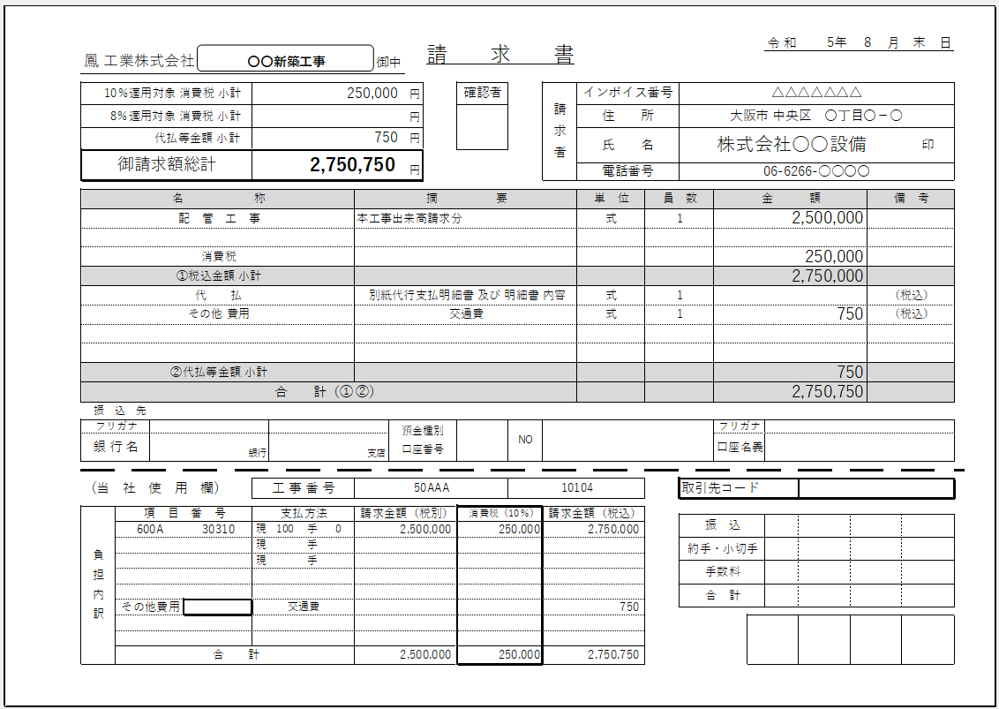 令和 5年 8 月 末 日
鳳 工業株式会社 〇〇新築工事 御中
請 求 書
10%適用対象 消費税 小計 250,000 円
8%適用対象 消費税 小計 円
代払等金額 小計 750 円
御請求額総計 2,750,750 円
確認者
請求者
インボイス番号 △△△△△△△
住 所 大阪市 中央区 〇丁目〇－〇
氏 名 株式会社〇〇設備 印
電話番号 06-6266-〇〇〇〇
名 称 摘 要 単 位 員 数 金 額 備 考
配 管 工 事 本工事出来高請求分 式 1 2,500,000
消費税 250,000
①税込金額 小計 2,750,000
代 払 別紙代行支払明細書 及び 明細書 内容 式 1 （税込）
その他 費用 交通費 式 1 750 （税込）
②代払等金額 小計 750
合 計（①②） 2,750,750
振 込 先
フリガナ
銀 行 名 銀行 支店
預金種別
口座番号
NO
フリガナ
口座名義
（当 社 使 用 欄） 工 事 番 号 50AAA 10104
取引先コード
負担内訳
項 目 番 号 支払方法 請求金額（税別） 消費税（10%） 請求金額（税込）
600A 30310 現 100 手 0 2,500,000 250,000 2,750,000
現 手
現 手
その他費用 交通費 750
合 計 2,500,000 250,000 2,750,750
振 込
約手・小切手
手数料
合 計